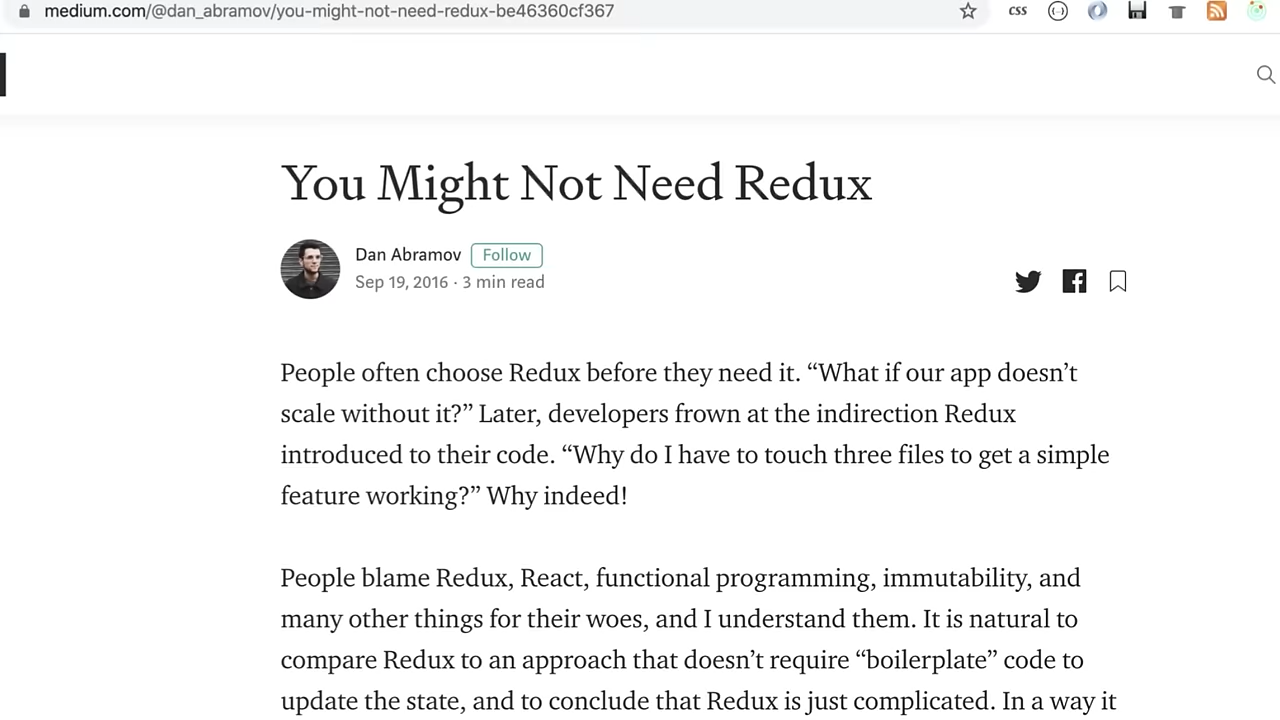 medium.com/@dan_abramov/you-might-not-need-redux-be46360cf367
CSS
You Might Not Need Redux
Dan Abramov Follow
Sep 19, 2016 · 3 min read
People often choose Redux before they need it. “What if our app doesn’t
scale without it?” Later, developers frown at the indirection Redux
introduced to their code. “Why do I have to touch three files to get a simple
feature working?” Why indeed!
People blame Redux, React, functional programming, immutability, and
many other things for their woes, and I understand them. It is natural to
compare Redux to an approach that doesn’t require “boilerplate” code to
update the state, and to conclude that Redux is just complicated. In a way it